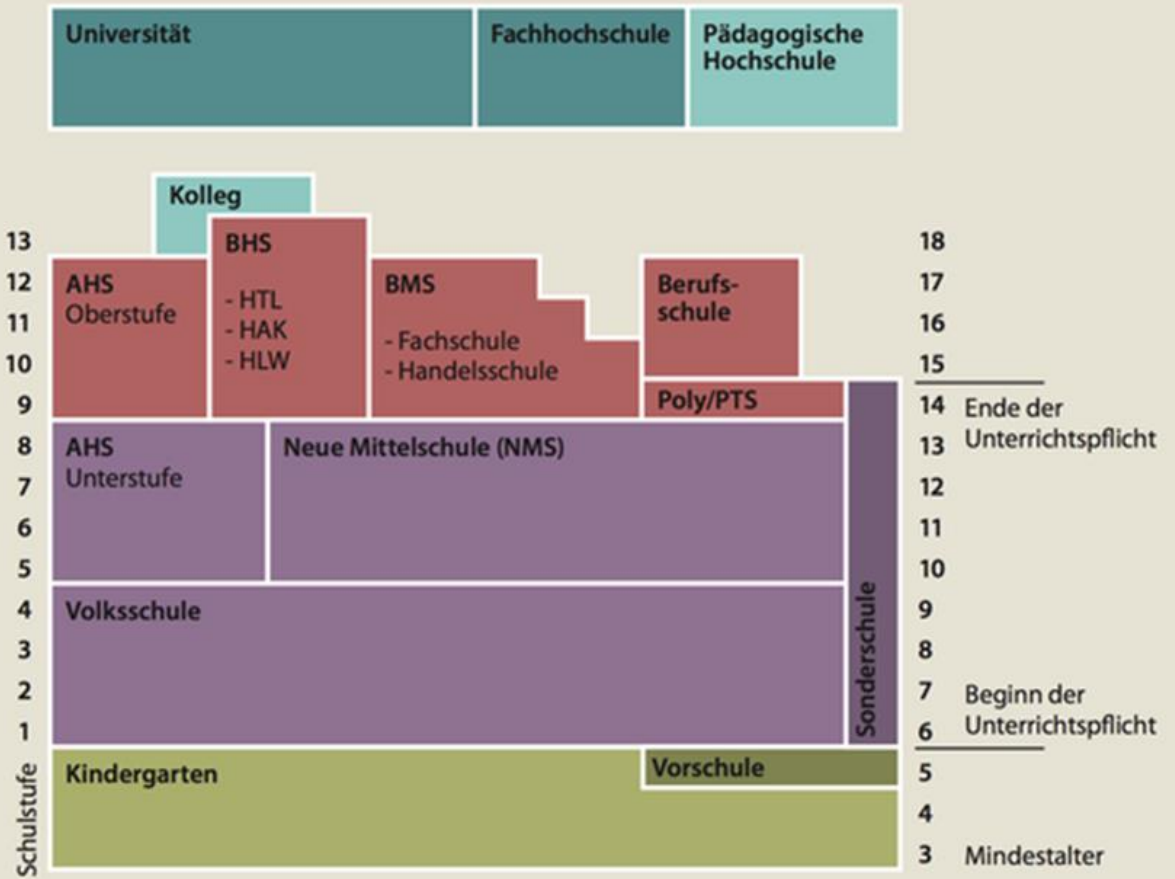 Universität
Fachhochschule
Pädagogische
Hochschule
Kolleg
13
BHS
18
12
AHS
BMS
Berufs-
17
Oberstufe
- HTL
schule
11
- HAK
- Fachschule
16
10
- HLW
- Handelsschule
15
9
Poly/PTS
14
Ende der
Unterrichtspflicht
8
AHS
Neue Mittelschule (NMS)
13
7
Unterstufe
12
6
11
5
10
4
Volksschule
9
3
8
2
7
Beginn der
Unterrichtspflicht
1
6
Sonderschule
Schulstufe
Kindergarten
Vorschule
5
4
3
Mindestalter